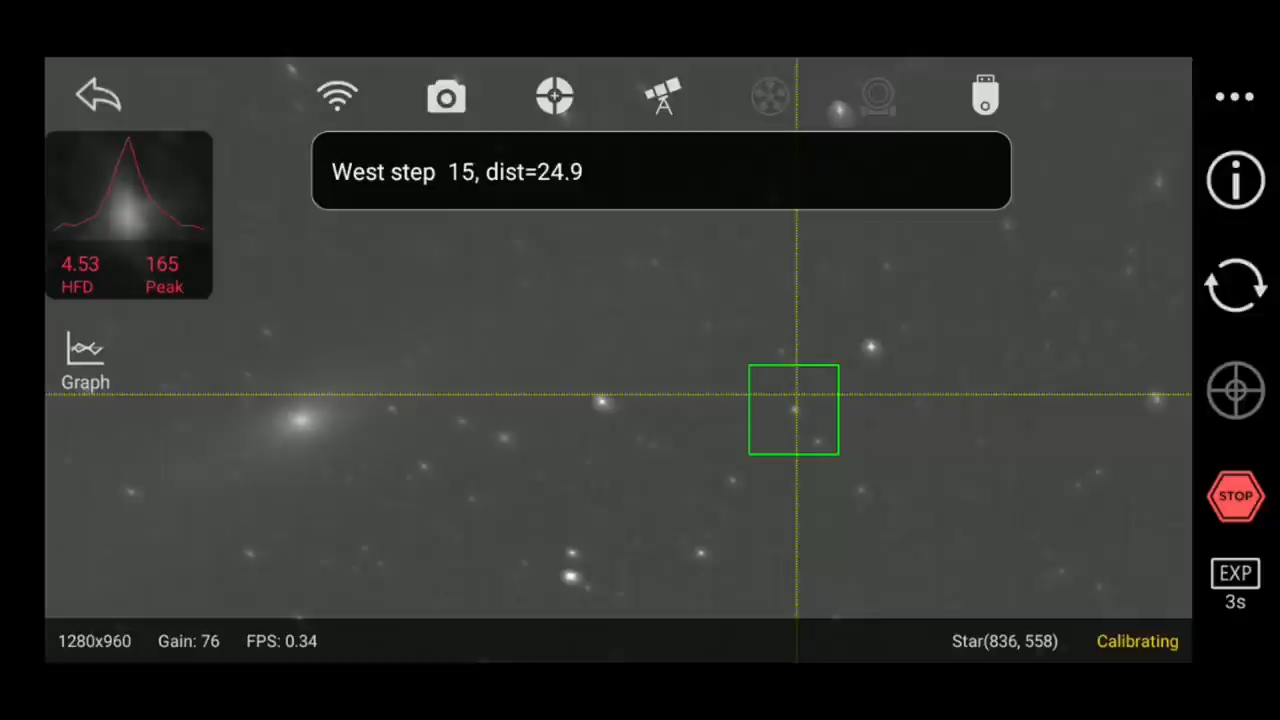 West step 15, dist=24.9
4.53 165
HFD Peak
Graph
STOP
EXP
3s
1280x960 Gain: 76 FPS: 0.34 Star(836, 558) Calibrating